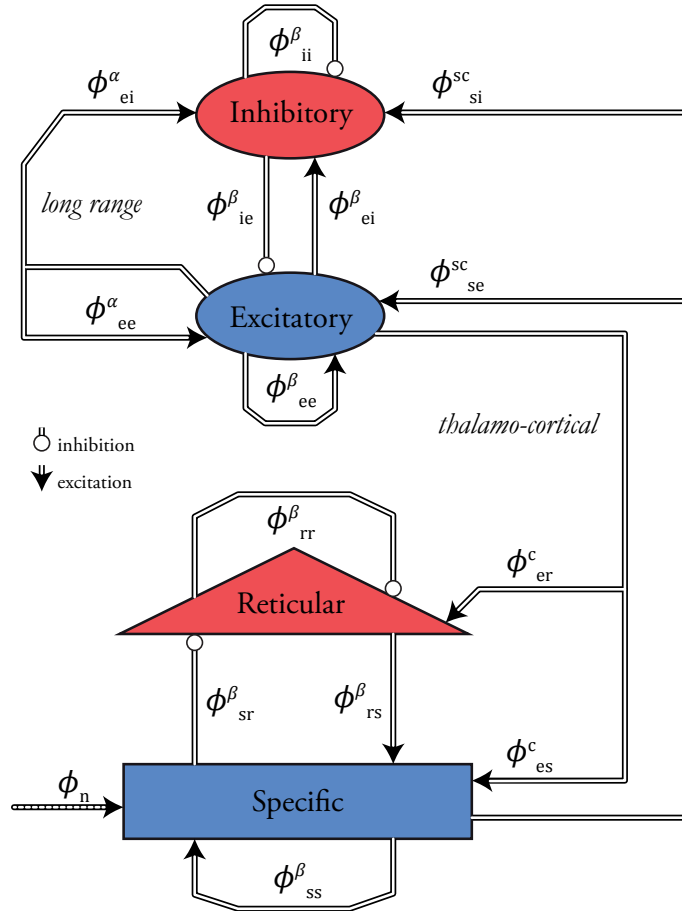 ϕ^β_ii
ϕ^α_ei
ϕ^sc_si
Inhibitory
long range
ϕ^β_ie
ϕ^β_ei
ϕ^sc_se
ϕ^α_ee
Excitatory
ϕ^β_ee
thalamo-cortical
inhibition
excitation
ϕ^β_rr
ϕ^c_er
Reticular
ϕ^β_sr
ϕ^β_rs
ϕ^c_es
ϕ_n
Specific
ϕ^β_ss